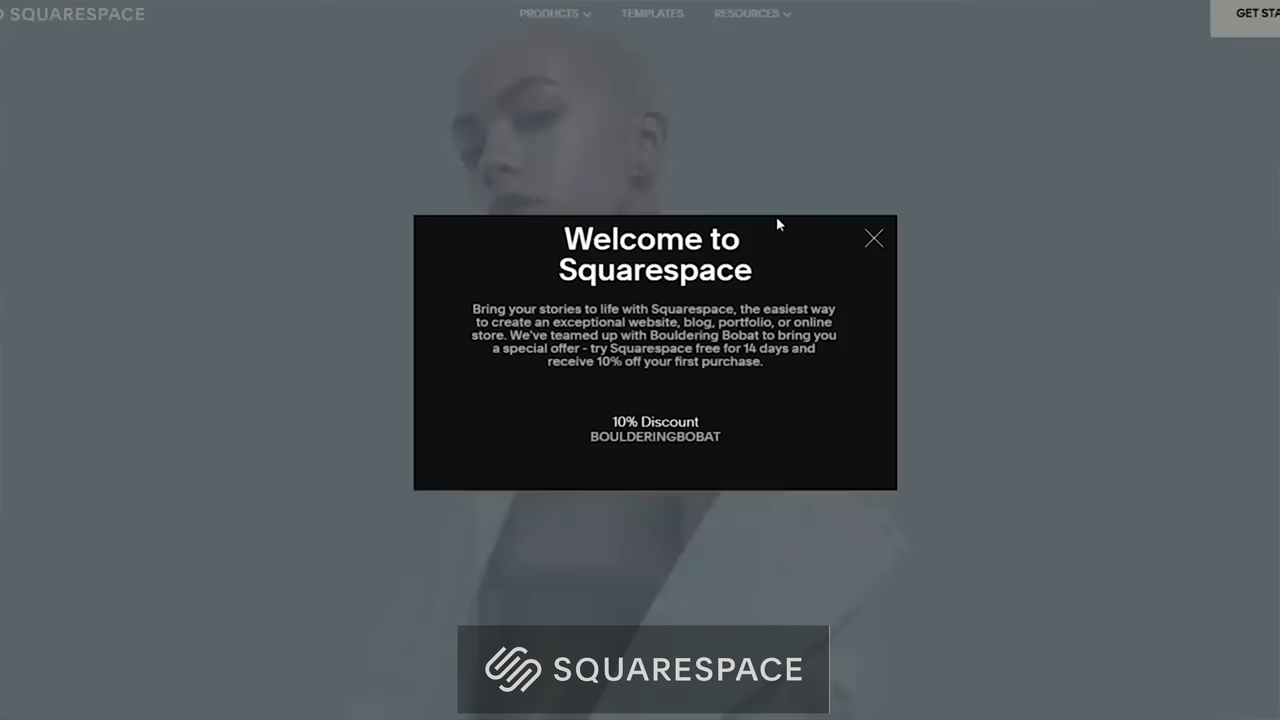 SQUARESPACE
PRODUCTS
TEMPLATES
RESOURCES
GET STA
Welcome to
Squarespace
Bring your stories to life with Squarespace, the easiest way
to create an exceptional website, blog, portfolio, or online
store. We've teamed up with Bouldering Bobat to bring you
a special offer - try Squarespace free for 14 days and
receive 10% off your first purchase.
10% Discount
BOULDERINGBOBAT
SQUARESPACE